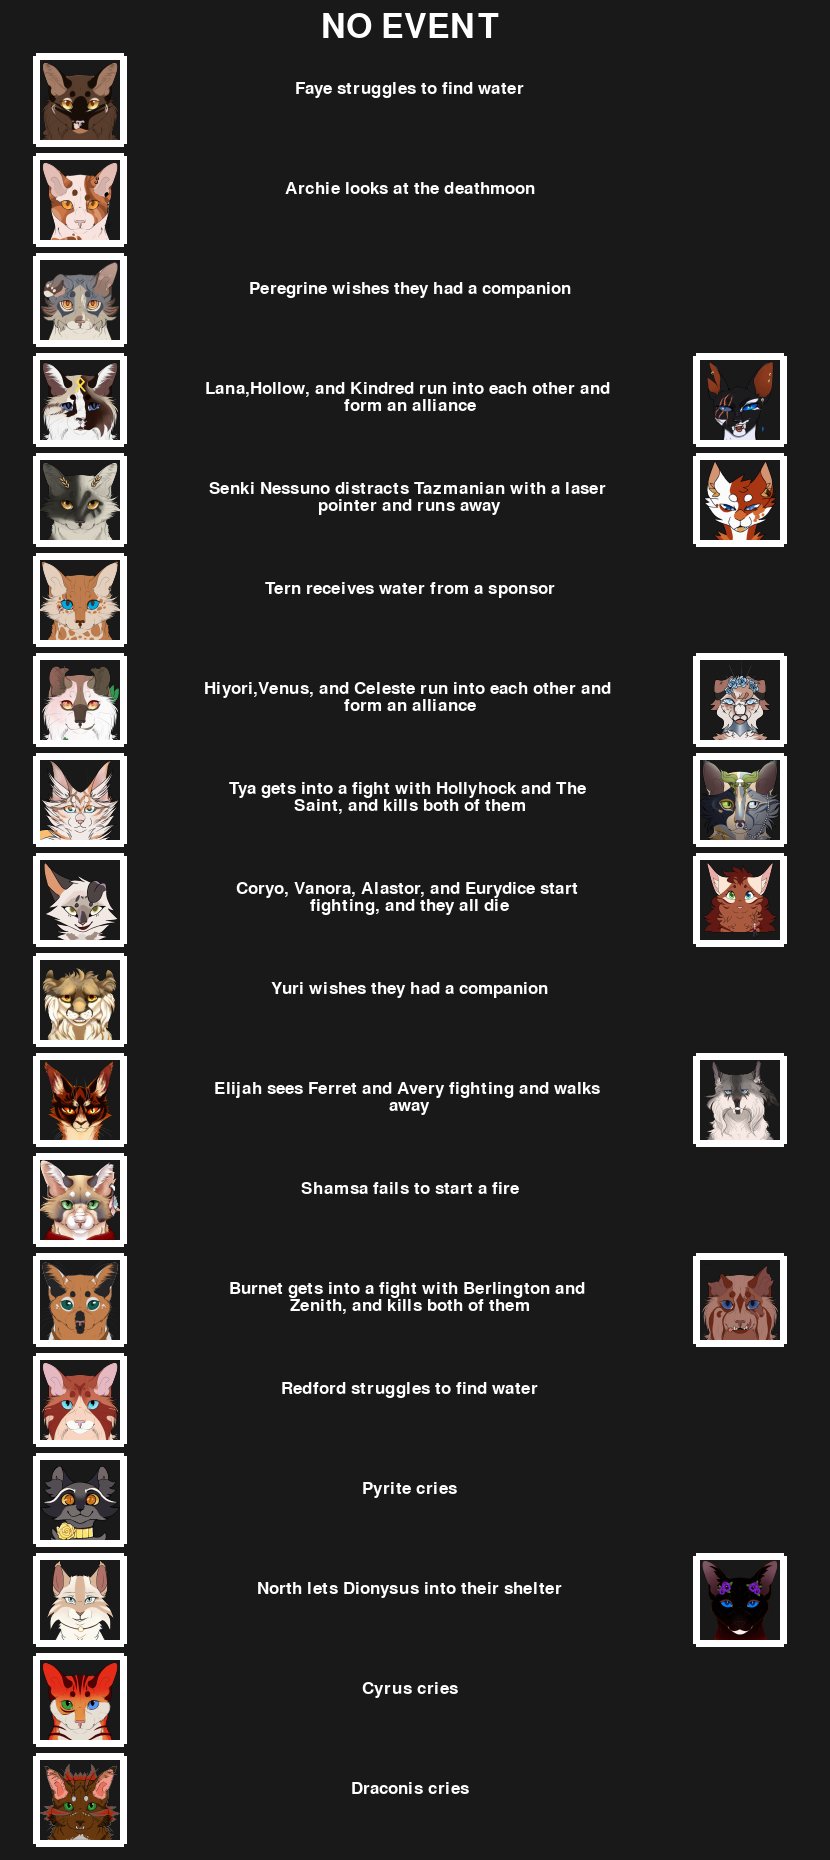 NO EVENT
Faye struggles to find water
Archie looks at the deathmoon
Peregrine wishes they had a companion
Lana,Hollow, and Kindred run into each other and
form an alliance
Senki Nessuno distracts Tazmanian with a laser
pointer and runs away
Tern receives water from a sponsor
Hiyori,Venus, and Celeste run into each other and
form an alliance
Tya gets into a fight with Hollyhock and The
Saint, and kills both of them
Coryo, Vanora, Alastor, and Eurydice start
fighting, and they all die
Yuri wishes they had a companion
Elijah sees Ferret and Avery fighting and walks
away
Shamsa fails to start a fire
Burnet gets into a fight with Berlington and
Zenith, and kills both of them
Redford struggles to find water
Pyrite cries
North lets Dionysus into their shelter
Cyrus cries
Draconis cries